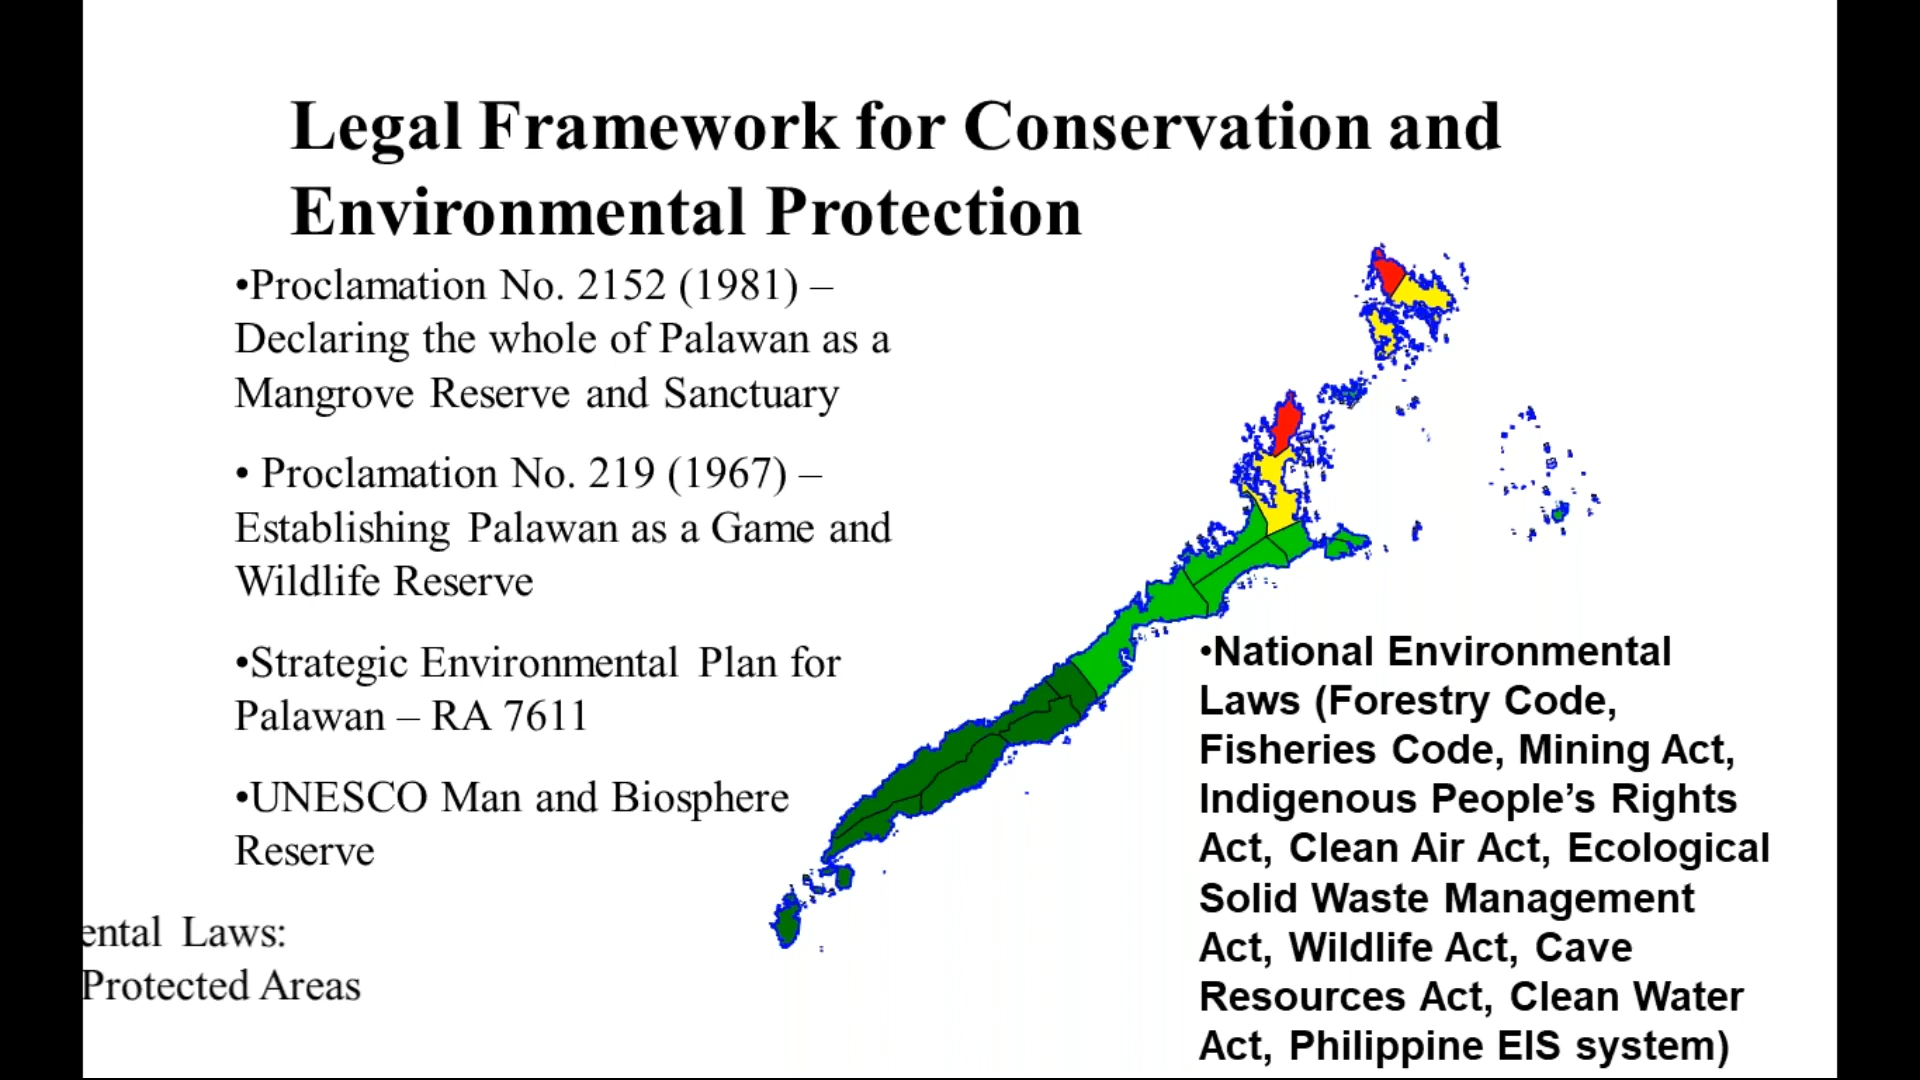 Legal Framework for Conservation and
Environmental Protection
•Proclamation No. 2152 (1981) –
Declaring the whole of Palawan as a
Mangrove Reserve and Sanctuary
• Proclamation No. 219 (1967) –
Establishing Palawan as a Game and
Wildlife Reserve
•Strategic Environmental Plan for
Palawan – RA 7611
•UNESCO Man and Biosphere
Reserve
ental Laws:
Protected Areas
•National Environmental
Laws (Forestry Code,
Fisheries Code, Mining Act,
Indigenous People’s Rights
Act, Clean Air Act, Ecological
Solid Waste Management
Act, Wildlife Act, Cave
Resources Act, Clean Water
Act, Philippine EIS system)